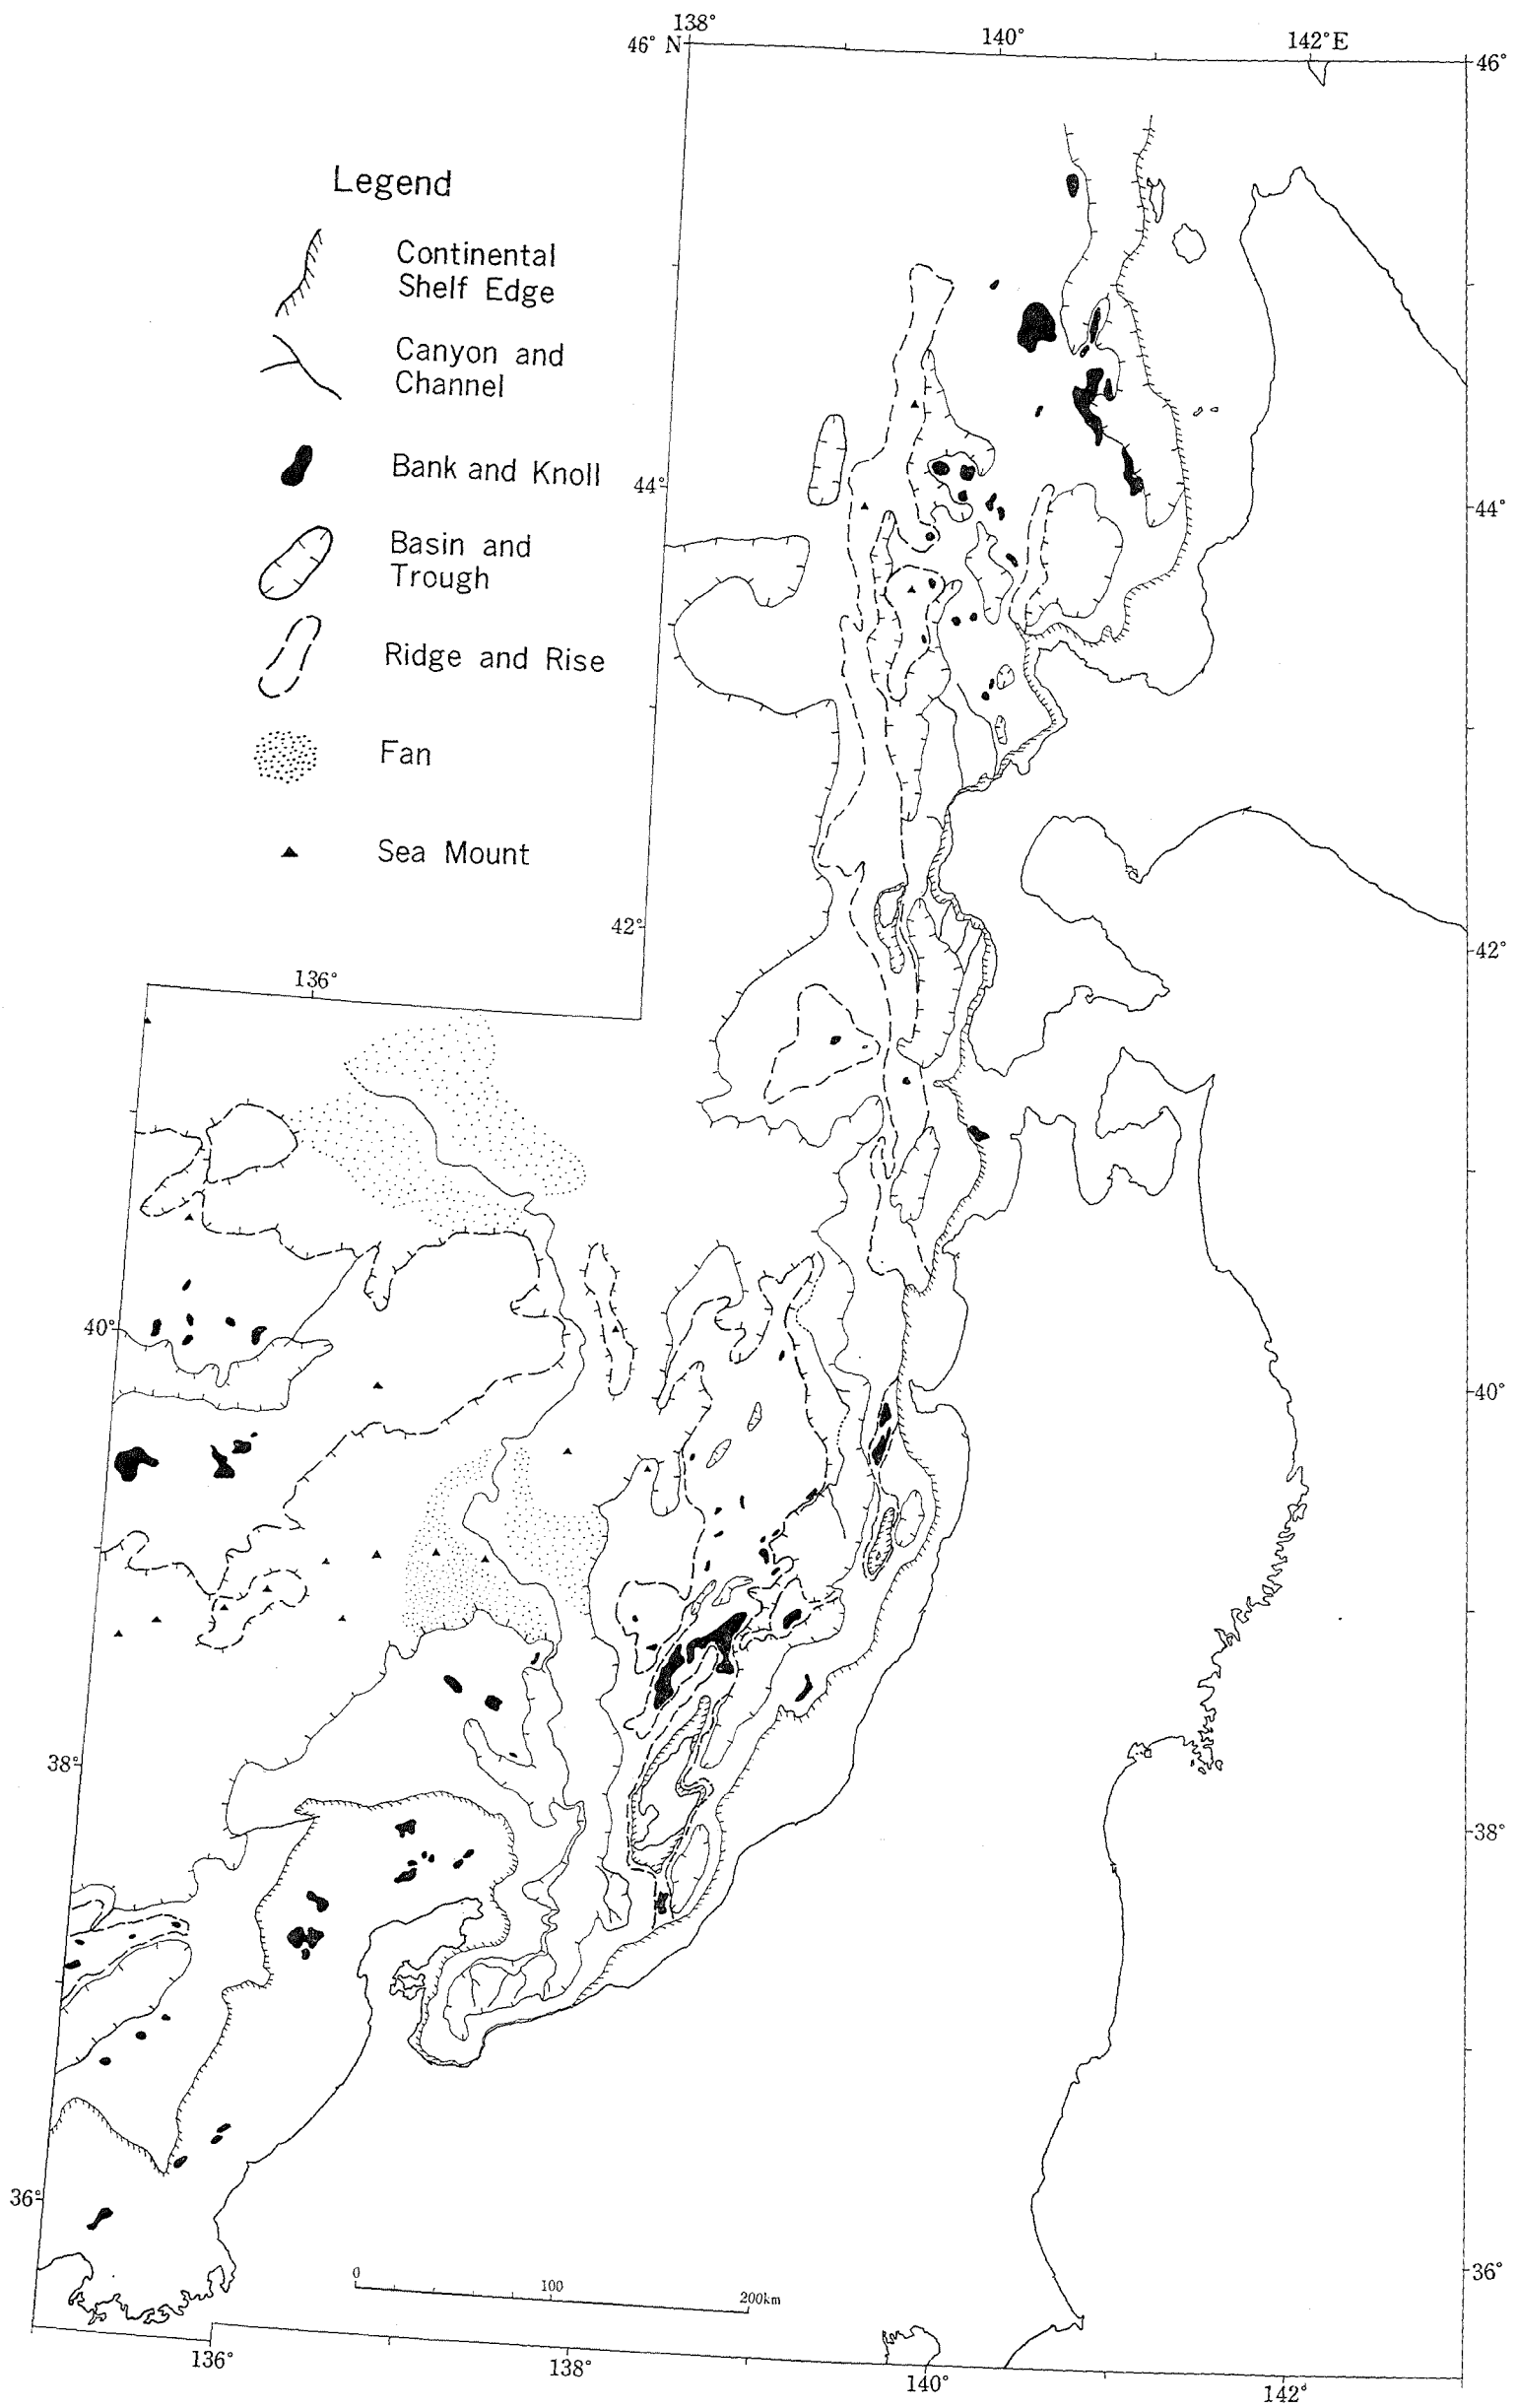 138°
46° N
140°
142°E
46°
Legend
Continental
Shelf Edge
Canyon and
Channel
Bank and Knoll
44°
44°
Basin and
Trough
Ridge and Rise
Fan
Sea Mount
42°
42°
136°
40°
40°
38°
38°
36°
36°
0
100
200km
136°
138°
140°
142°